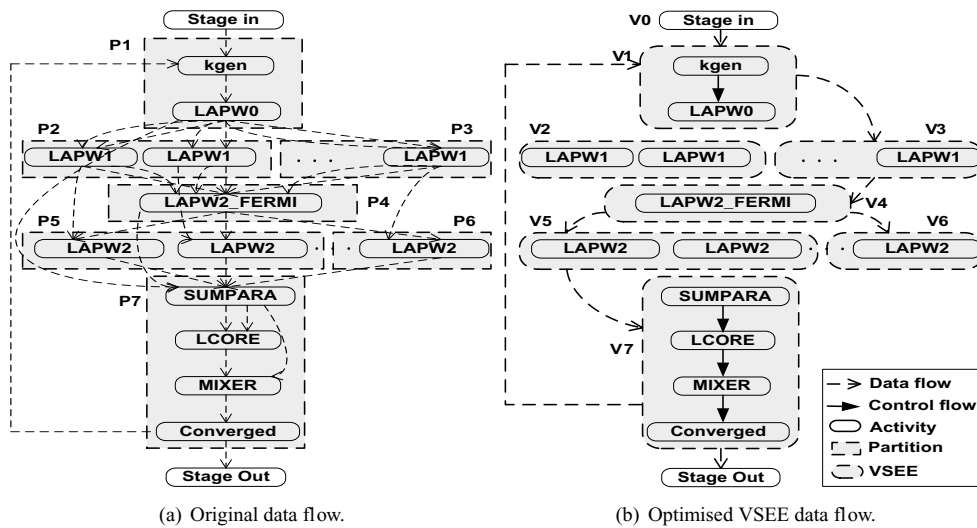 Stage in
P1
kgen
LAPW0
P2
P3
LAPW1
LAPW1
. . .
LAPW1
LAPW2_FERMI
P4
P5
P6
LAPW2
LAPW2
. .
LAPW2
P7
SUMPARA
LCORE
MIXER
Converged
Stage Out
(a) Original data flow.
V0
Stage in
V1
kgen
LAPW0
V2
V3
LAPW1
LAPW1
. . .
LAPW1
LAPW2_FERMI
V4
V5
V6
LAPW2
LAPW2
. .
LAPW2
SUMPARA
LCORE
V7
MIXER
Converged
Stage Out
Data flow
Control flow
Activity
Partition
VSEE
(b) Optimised VSEE data flow.